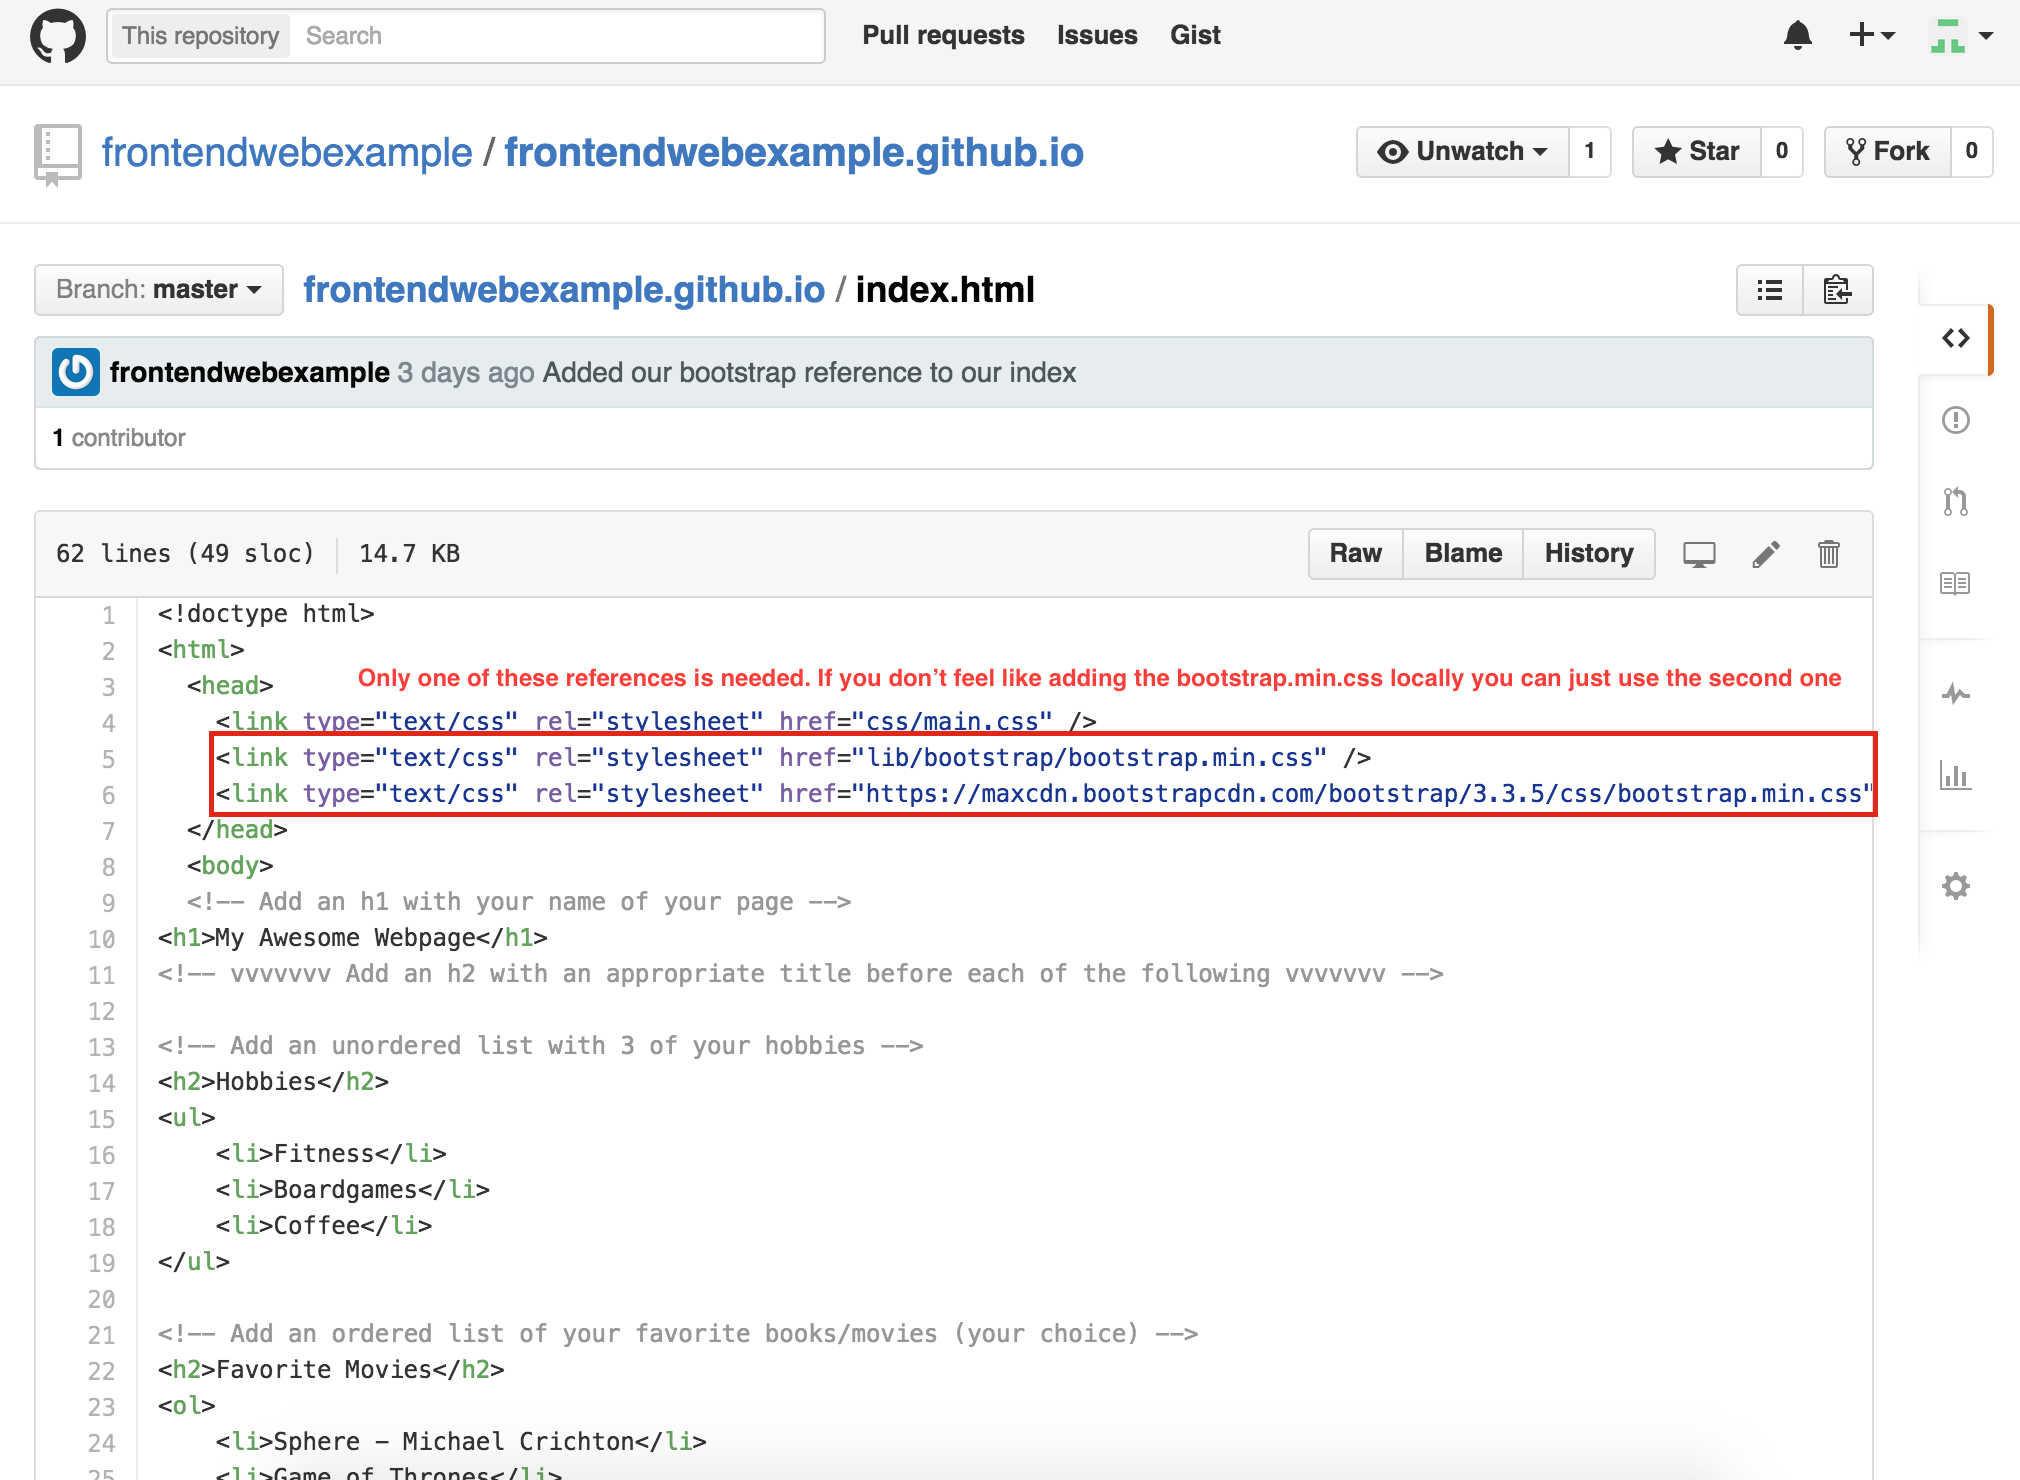 This repository Search Pull requests Issues Gist
frontendwebexample / frontendwebexample.github.io Unwatch 1 Star 0 Fork 0
Branch: master frontendwebexample.github.io / index.html
frontendwebexample 3 days ago Added our bootstrap reference to our index
1 contributor
62 lines (49 sloc) 14.7 KB Raw Blame History
1 <!doctype html>
2 <html>
Only one of these references is needed. If you don’t feel like adding the bootstrap.min.css locally you can just use the second one
3 <head>
4 <link type="text/css" rel="stylesheet" href="css/main.css" />
5 <link type="text/css" rel="stylesheet" href="lib/bootstrap/bootstrap.min.css" />
6 <link type="text/css" rel="stylesheet" href="https://maxcdn.bootstrapcdn.com/bootstrap/3.3.5/css/bootstrap.min.css"
7 </head>
8 <body>
9 <!-- Add an h1 with your name of your page -->
10 <h1>My Awesome Webpage</h1>
11 <!-- vvvvvvv Add an h2 with an appropriate title before each of the following vvvvvvv -->
12
13 <!-- Add an unordered list with 3 of your hobbies -->
14 <h2>Hobbies</h2>
15 <ul>
16 <li>Fitness</li>
17 <li>Boardgames</li>
18 <li>Coffee</li>
19 </ul>
20
21 <!-- Add an ordered list of your favorite books/movies (your choice) -->
22 <h2>Favorite Movies</h2>
23 <ol>
24 <li>Sphere – Michael Crichton</li>
25 <li>Game of Thrones</li>